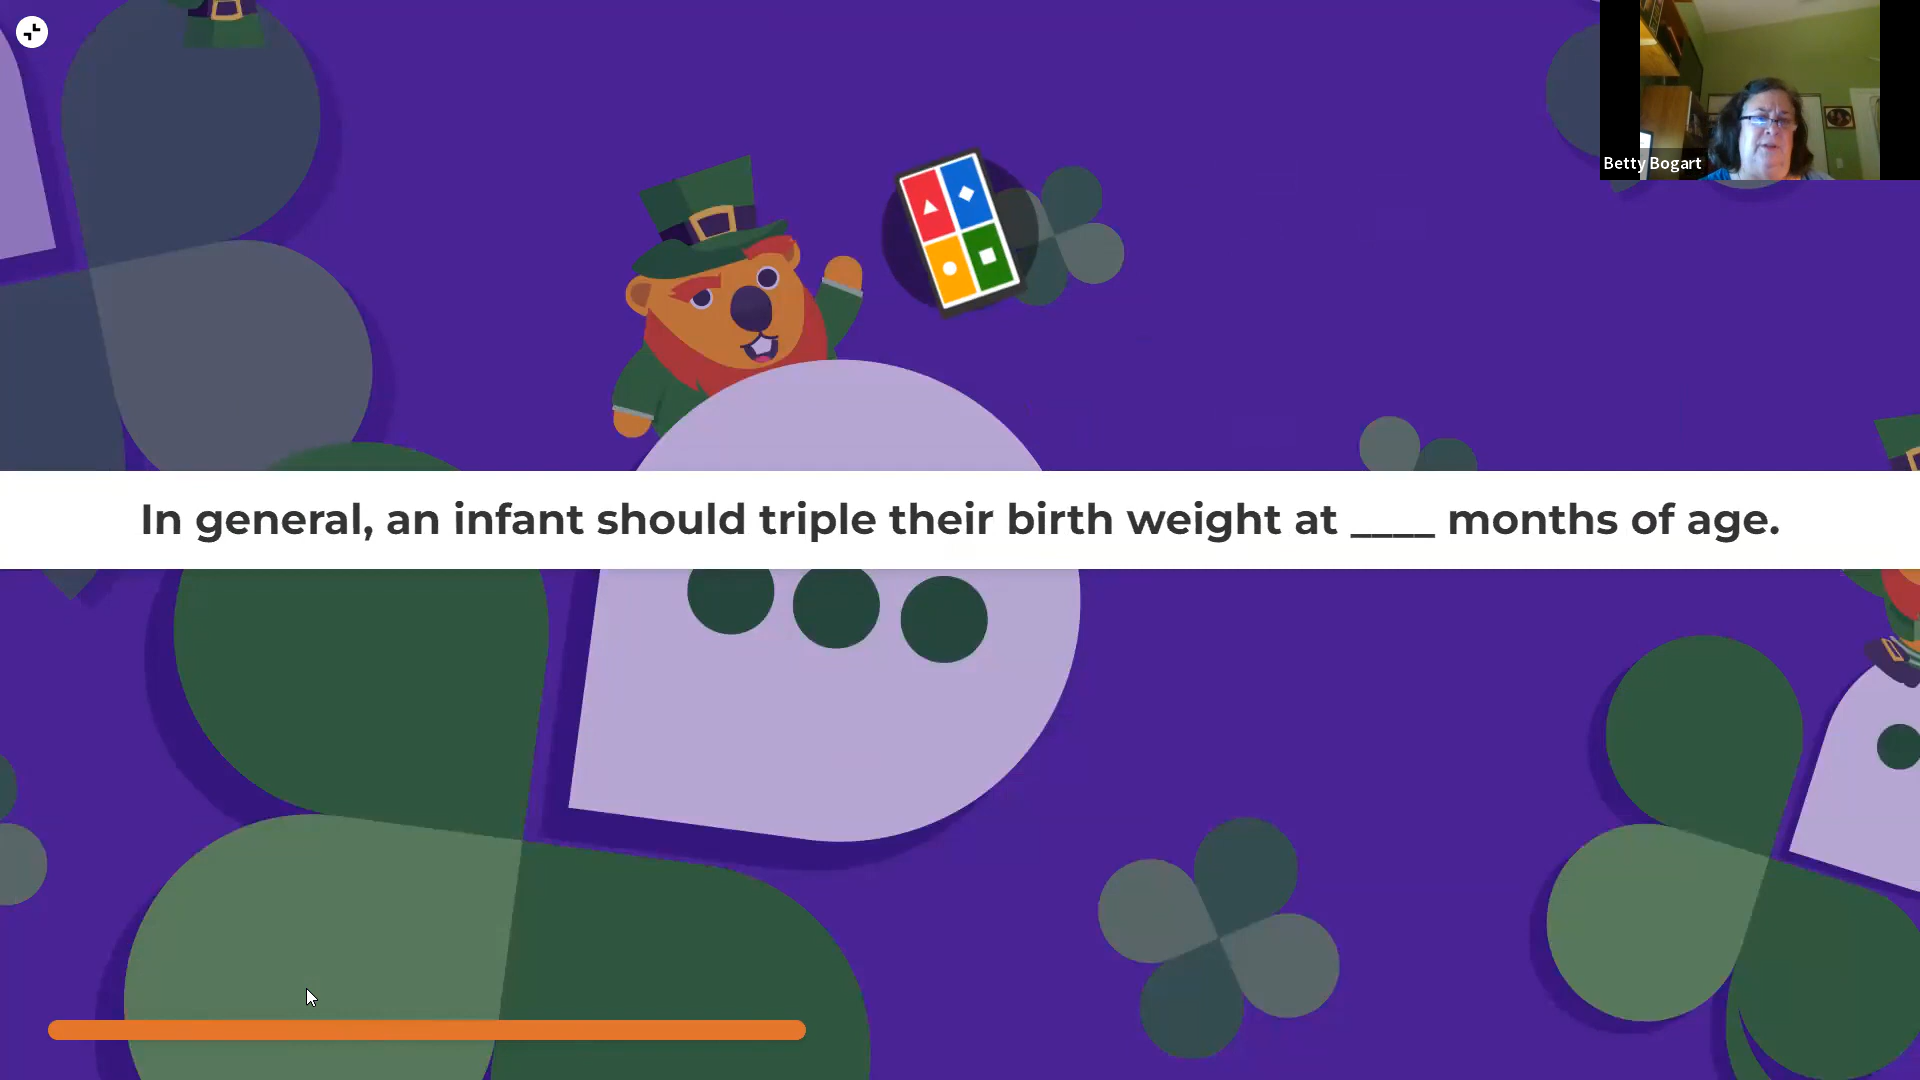 Betty Bogart
In general, an infant should triple their birth weight at ____ months of age.